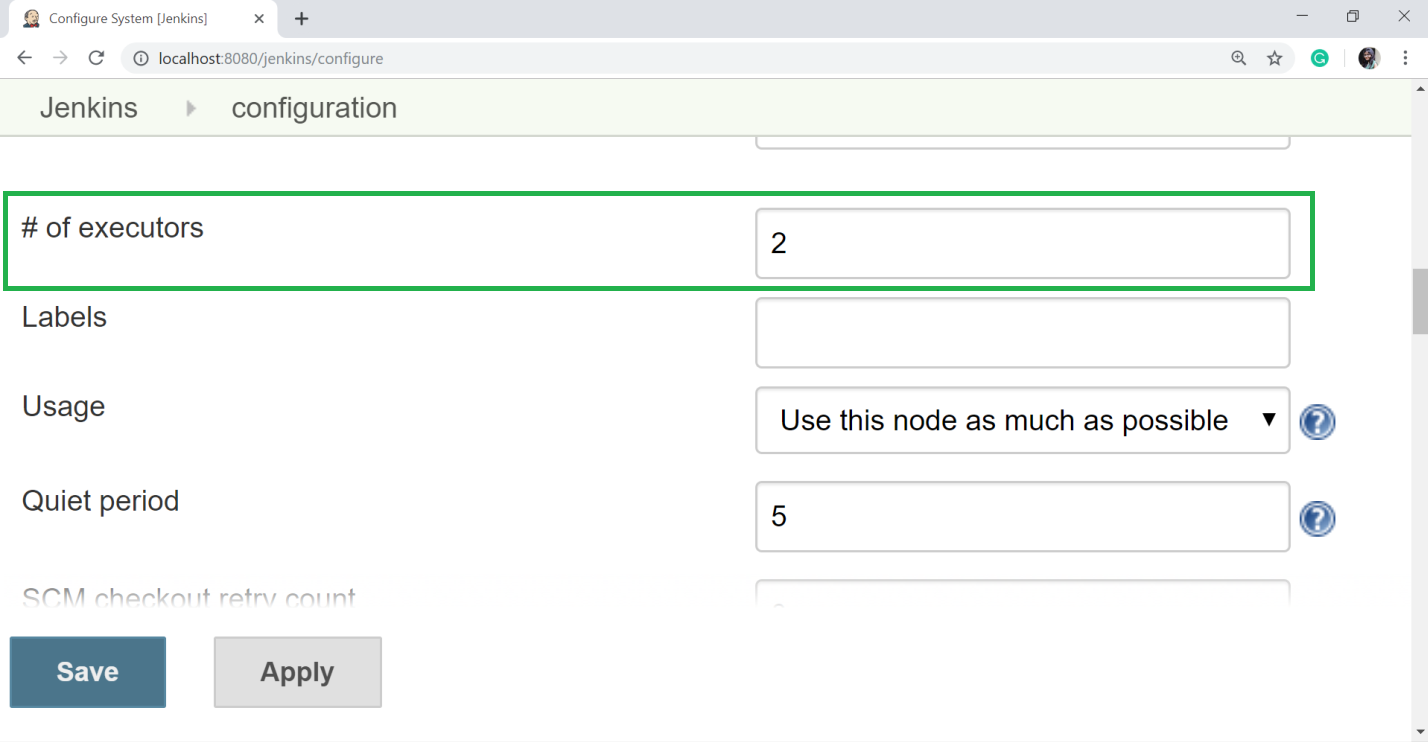 Configure System [Jenkins]
localhost:8080/jenkins/configure
Jenkins configuration
# of executors
2
Labels
Usage
Use this node as much as possible
Quiet period
5
SCM checkout retry count
Save
Apply